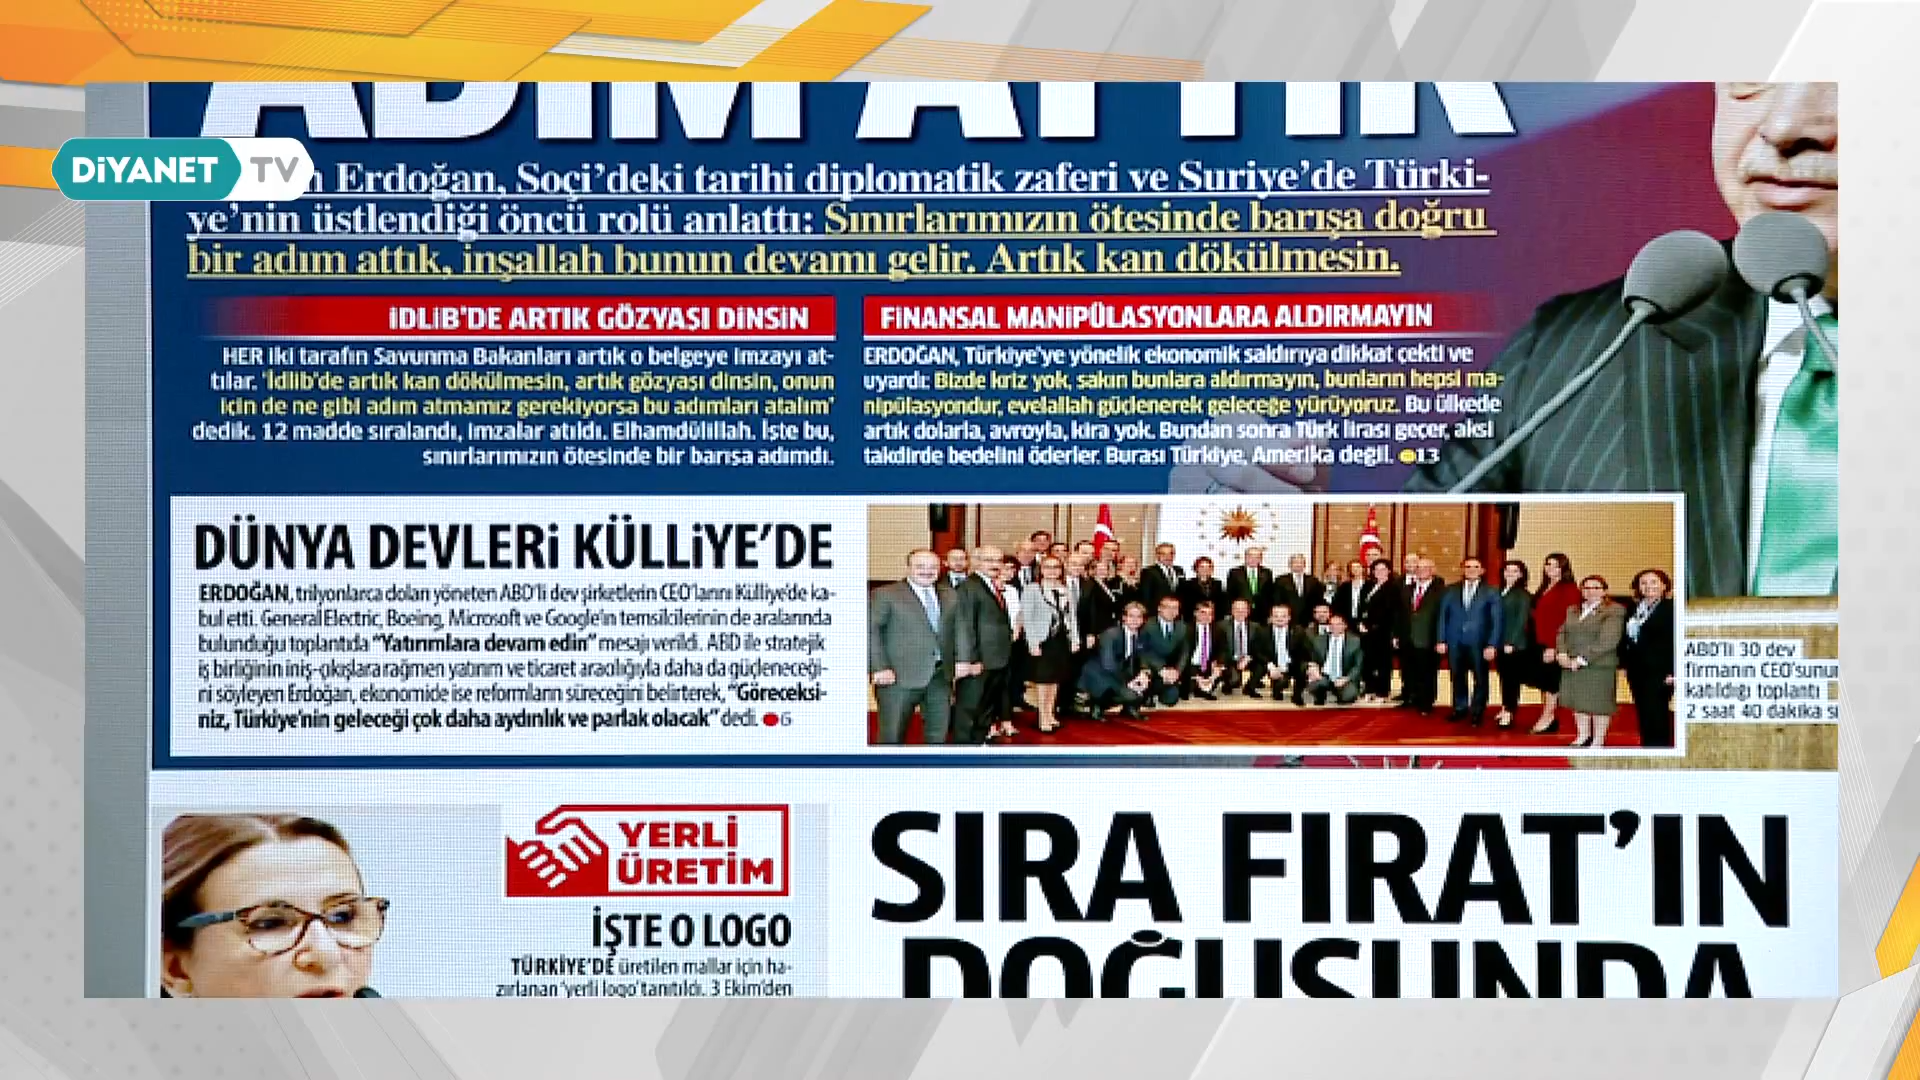 ADIM ATTIK
DİYANET TV
Erdoğan, Soçi'deki tarihi diplomatik zaferi ve Suriye'de Türki-
ye'nin üstlendiği öncü rolü anlattı: Sınırlarımızın ötesinde barışa doğru
bir adım attık, inşallah bunun devamı gelir. Artık kan dökülmesin.
İDLİB'DE ARTIK GÖZYAŞI DİNSİN
HER iki tarafın Savunma Bakanları artık o belgeye imzayı at-
tılar. 'İdlib'de artık kan dökülmesin, artık gözyaşı dinsin, onun
için de ne gibi adım atmamız gerekiyorsa bu adımları atalım'
dedik. 12 madde sıralandı, imzalar atıldı. Elhamdülillah. İşte bu,
sınırlarımızın ötesinde bir barışa adımdı.
FİNANSAL MANİPÜLASYONLARA ALDIRMAYIN
ERDOĞAN, Türkiye'ye yönelik ekonomik saldırıya dikkat çekti ve
uyardı: Bizde kriz yok, sakın bunlara aldırmayın, bunların hepsi ma-
nipülasyondur, evelallah güçlenerek geleceğe yürüyoruz. Bu ülkede
artık dolarla, avroyla, kira yok. Bundan sonra Türk lirası geçer, aksi
takdirde bedelini öderler. Burası Türkiye, Amerika değil. 13
DÜNYA DEVLERİ KÜLLİYE'DE
ERDOĞAN, trilyonlarca doları yöneten ABD'li dev şirketlerin CEO'larını Külliye'de ka-
bul etti. General Electric, Boeing, Microsoft ve Google'ın temsilcilerinin de aralarında
bulunduğu toplantıda "Yatırımlara devam edin" mesajı verildi. ABD ile stratejik
iş birliğinin iniş-çıkışlara rağmen yatırım ve ticaret aracılığıyla daha da güçleneceği-
ni söyleyen Erdoğan, ekonomide ise reformların süreceğini belirterek, "Göreceksi-
niz, Türkiye'nin geleceği çok daha aydınlık ve parlak olacak" dedi. 6
ABD'li 30 dev
firmanın CEO'sunun
katıldığı toplantı
2 saat 40 dakika
YERLİ
ÜRETİM
İŞTE O LOGO
TÜRKİYE'DE üretilen mallar için ha-
zırlanan 'yerli logo' tanıtıldı. 3 Ekim'den
SIRA FIRAT'IN
DOĞUSUNDA